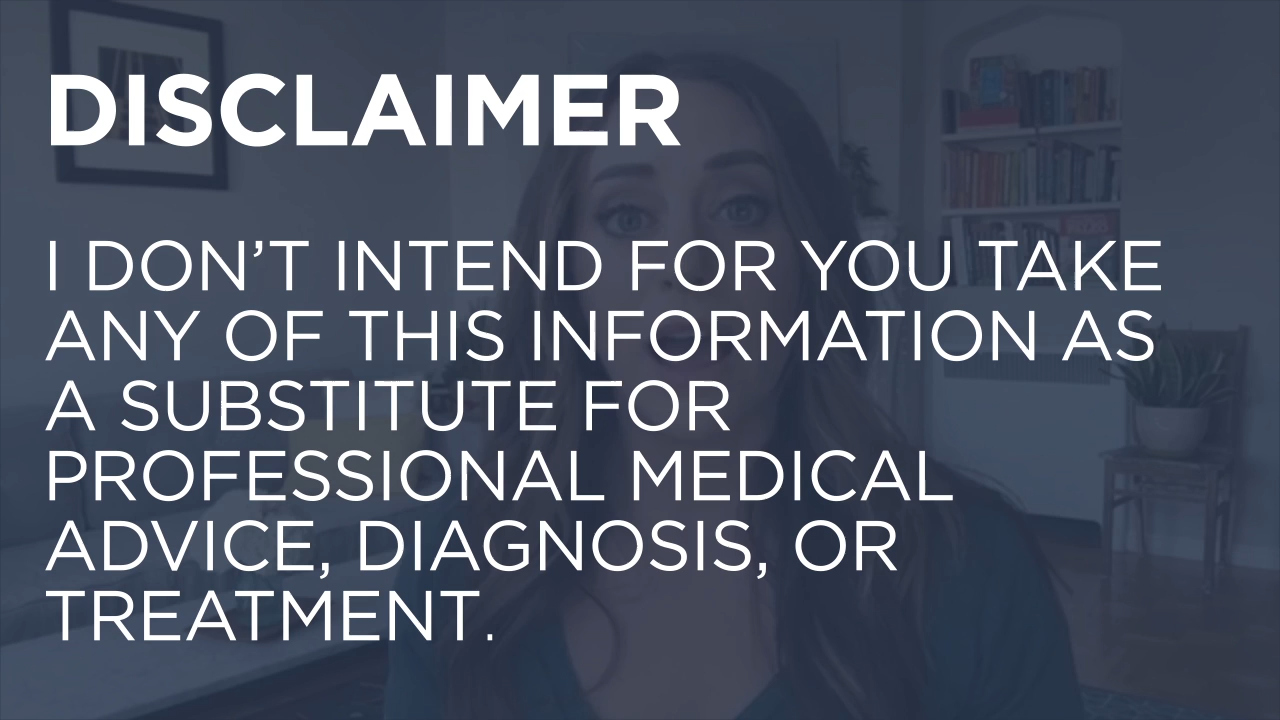 DISCLAIMER
I DON’T INTEND FOR YOU TAKE
ANY OF THIS INFORMATION AS
A SUBSTITUTE FOR
PROFESSIONAL MEDICAL
ADVICE, DIAGNOSIS, OR
TREATMENT.